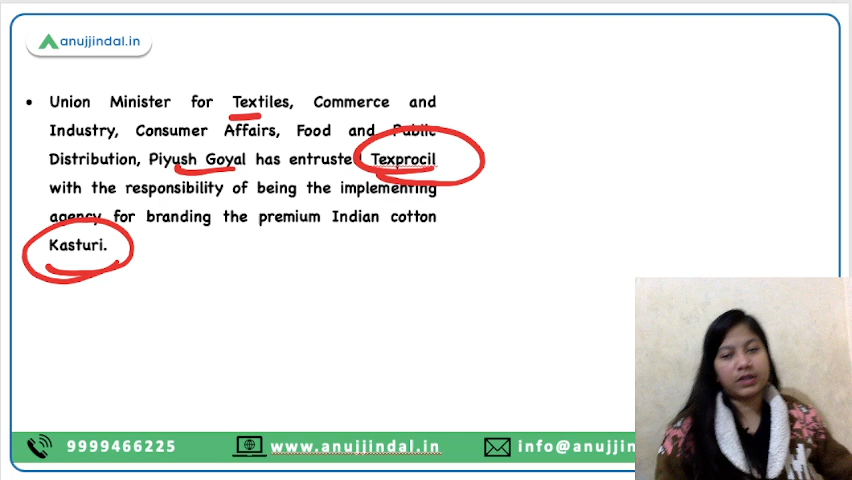 anujjindal.in
• Union Minister for Textiles, Commerce and
Industry, Consumer Affairs, Food and Public
Distribution, Piyush Goyal has entrusted Texprocil
with the responsibility of being the implementing
agency for branding the premium Indian cotton
Kasturi.
9999466225 www.anujjindal.in info@anujjin